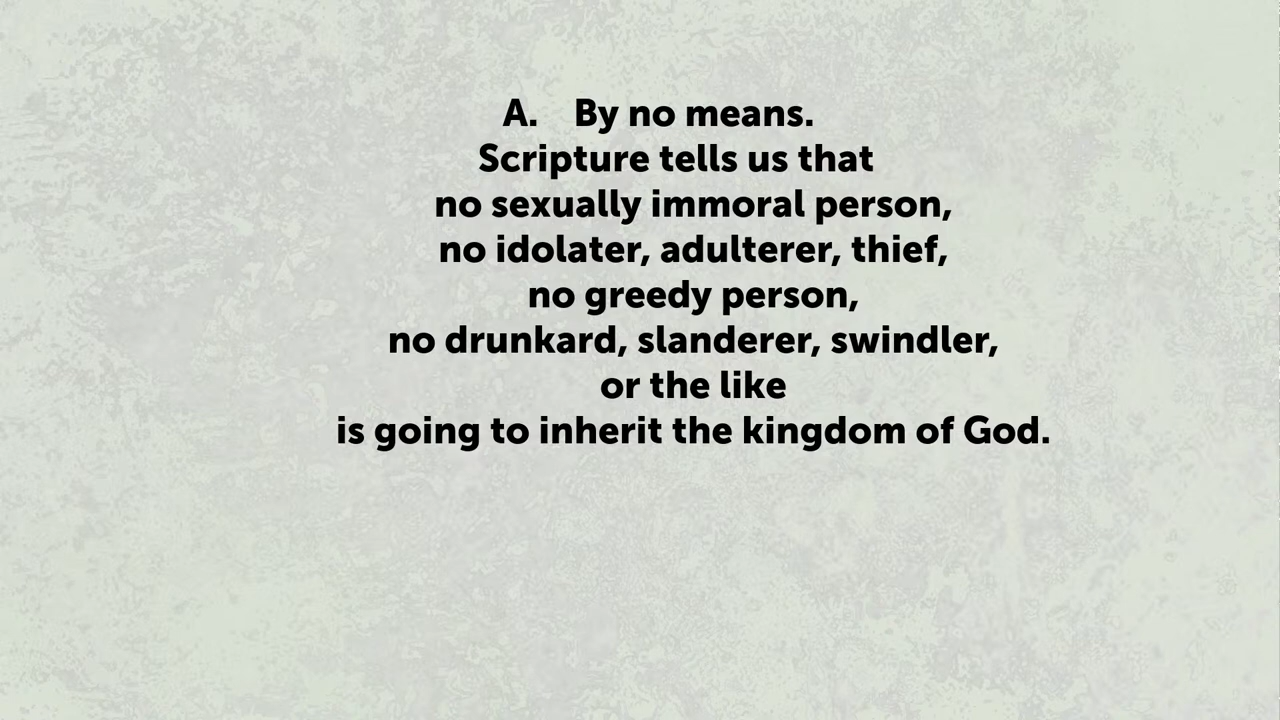 A. By no means.
Scripture tells us that
no sexually immoral person,
no idolater, adulterer, thief,
no greedy person,
no drunkard, slanderer, swindler,
or the like
is going to inherit the kingdom of God.